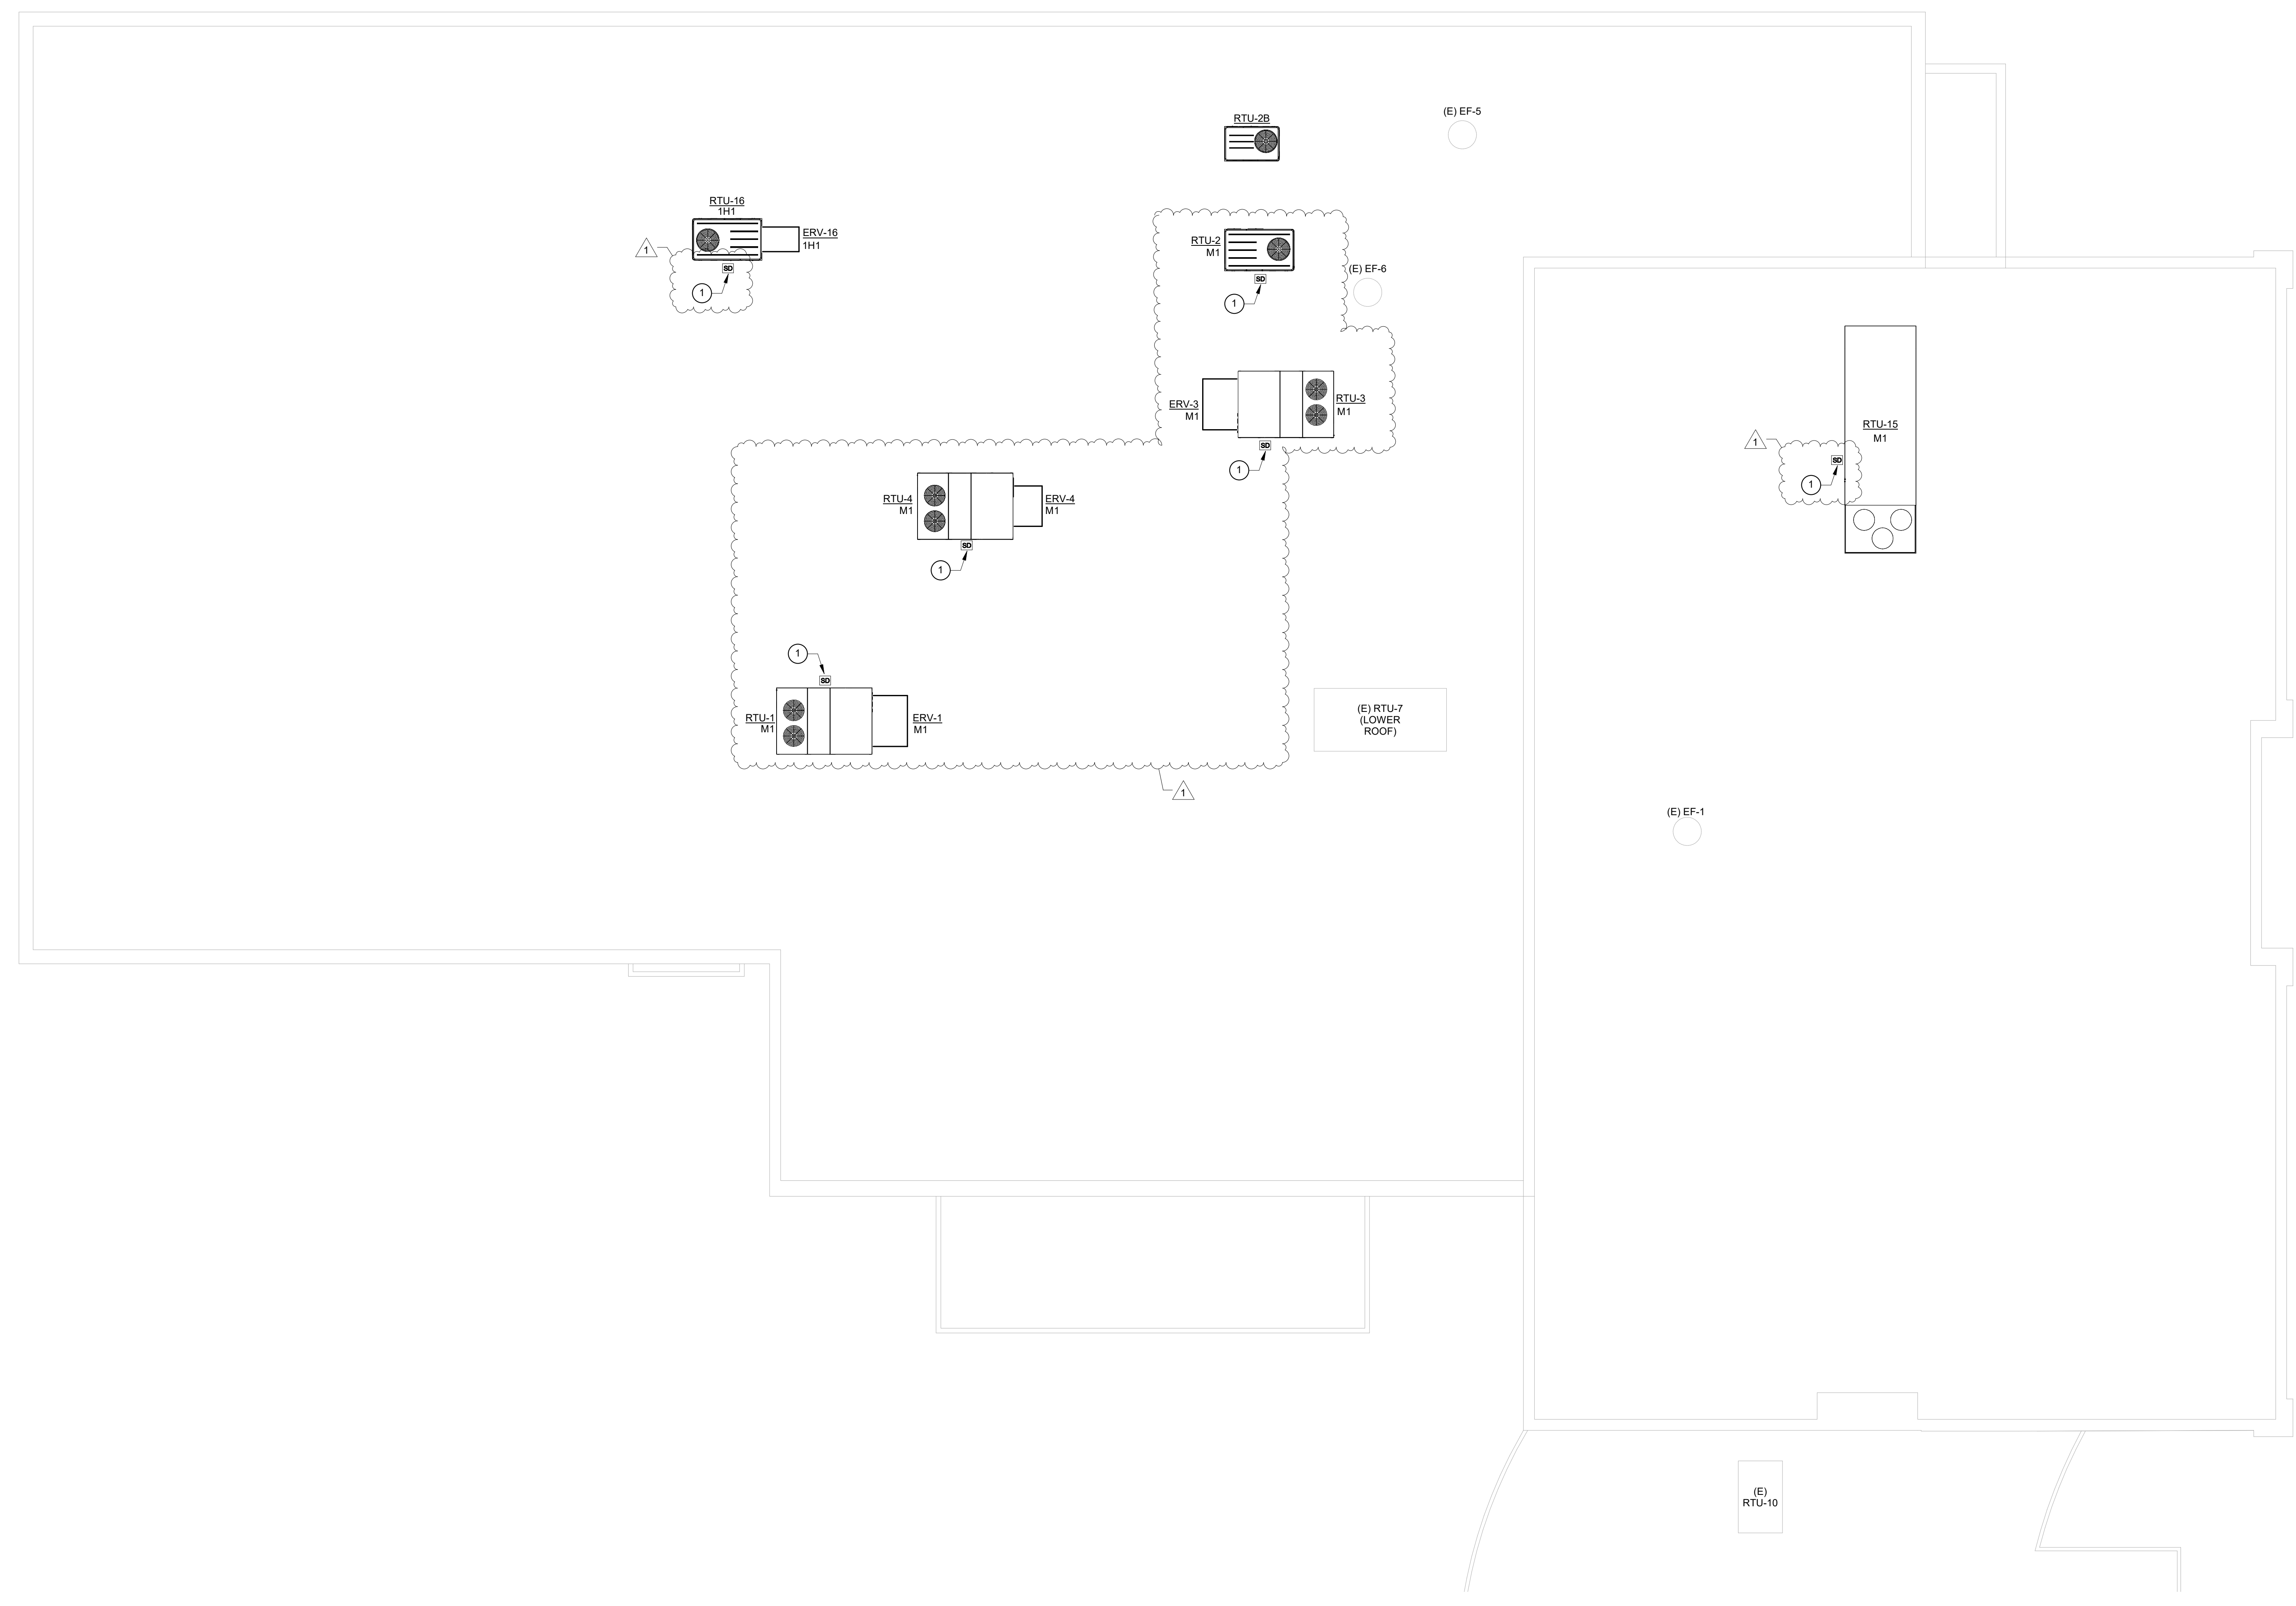 (E) EF-5
RTU-2B
RTU-16
1H1
ERV-16
1H1
1
SD
1
RTU-2
M1
SD
1
(E) EF-6
ERV-3
M1
RTU-3
M1
SD
1
RTU-15
M1
1
SD
1
RTU-4
M1
ERV-4
M1
SD
1
1
SD
RTU-1
M1
ERV-1
M1
(E) RTU-7
(LOWER
ROOF)
1
(E) EF-1
(E)
RTU-10